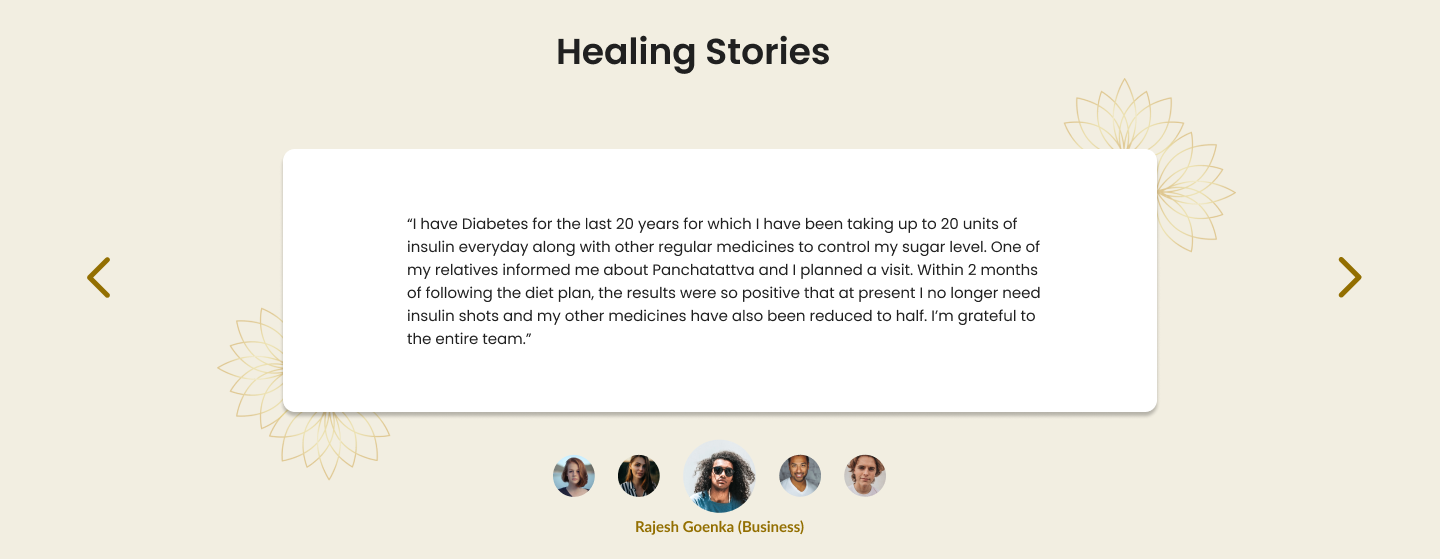 Healing Stories
“I have Diabetes for the last 20 years for which I have been taking up to 20 units of
insulin everyday along with other regular medicines to control my sugar level. One of
my relatives informed me about Panchatattva and I planned a visit. Within 2 months
of following the diet plan, the results were so positive that at present I no longer need
insulin shots and my other medicines have also been reduced to half. I’m grateful to
the entire team.”
Rajesh Goenka (Business)